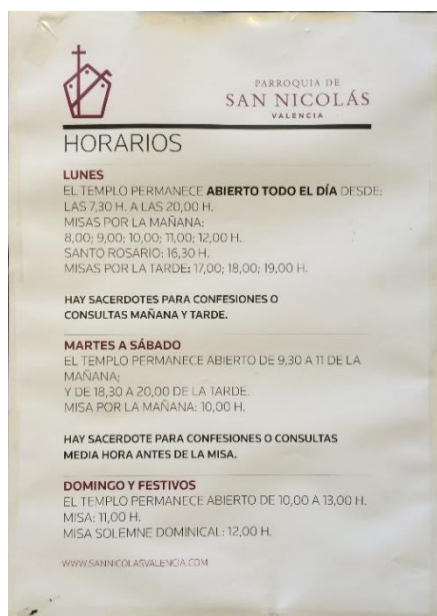 PARROQUIA DE
SAN NICOLÁS
VALENCIA
HORARIOS
LUNES
EL TEMPLO PERMANECE ABIERTO TODO EL DÍA DESDE:
LAS 7,30 H. A LAS 20,00 H.
MISAS POR LA MAÑANA:
8,00; 9,00; 10,00; 11,00; 12,00 H.
SANTO ROSARIO: 16,30 H.
MISAS POR LA TARDE: 17,00; 18,00; 19,00 H.
HAY SACERDOTES PARA CONFESIONES O
CONSULTAS MAÑANA Y TARDE.
MARTES A SÁBADO
EL TEMPLO PERMANECE ABIERTO DE 9,30 A 11 DE LA
MAÑANA;
Y DE 18,30 A 20,00 DE LA TARDE.
MISA POR LA MAÑANA: 10,00 H.
HAY SACERDOTE PARA CONFESIONES O CONSULTAS
MEDIA HORA ANTES DE LA MISA.
DOMINGO Y FESTIVOS
EL TEMPLO PERMANECE ABIERTO DE 10,00 A 13,00 H.
MISA: 11,00 H.
MISA SOLEMNE DOMINICAL: 12,00 H.
WWW.SANNICOLASVALENCIA.COM